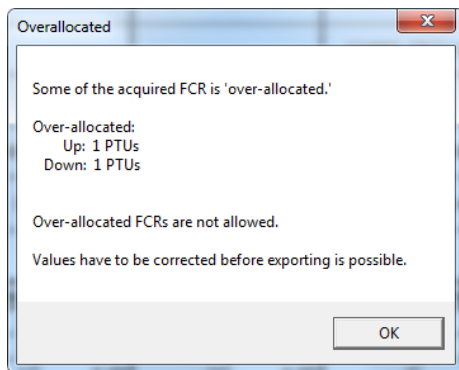 Overallocated
Some of the acquired FCR is 'over-allocated.'
Over-allocated:
Up: 1 PTUs
Down: 1 PTUs
Over-allocated FCRs are not allowed.
Values have to be corrected before exporting is possible.
OK